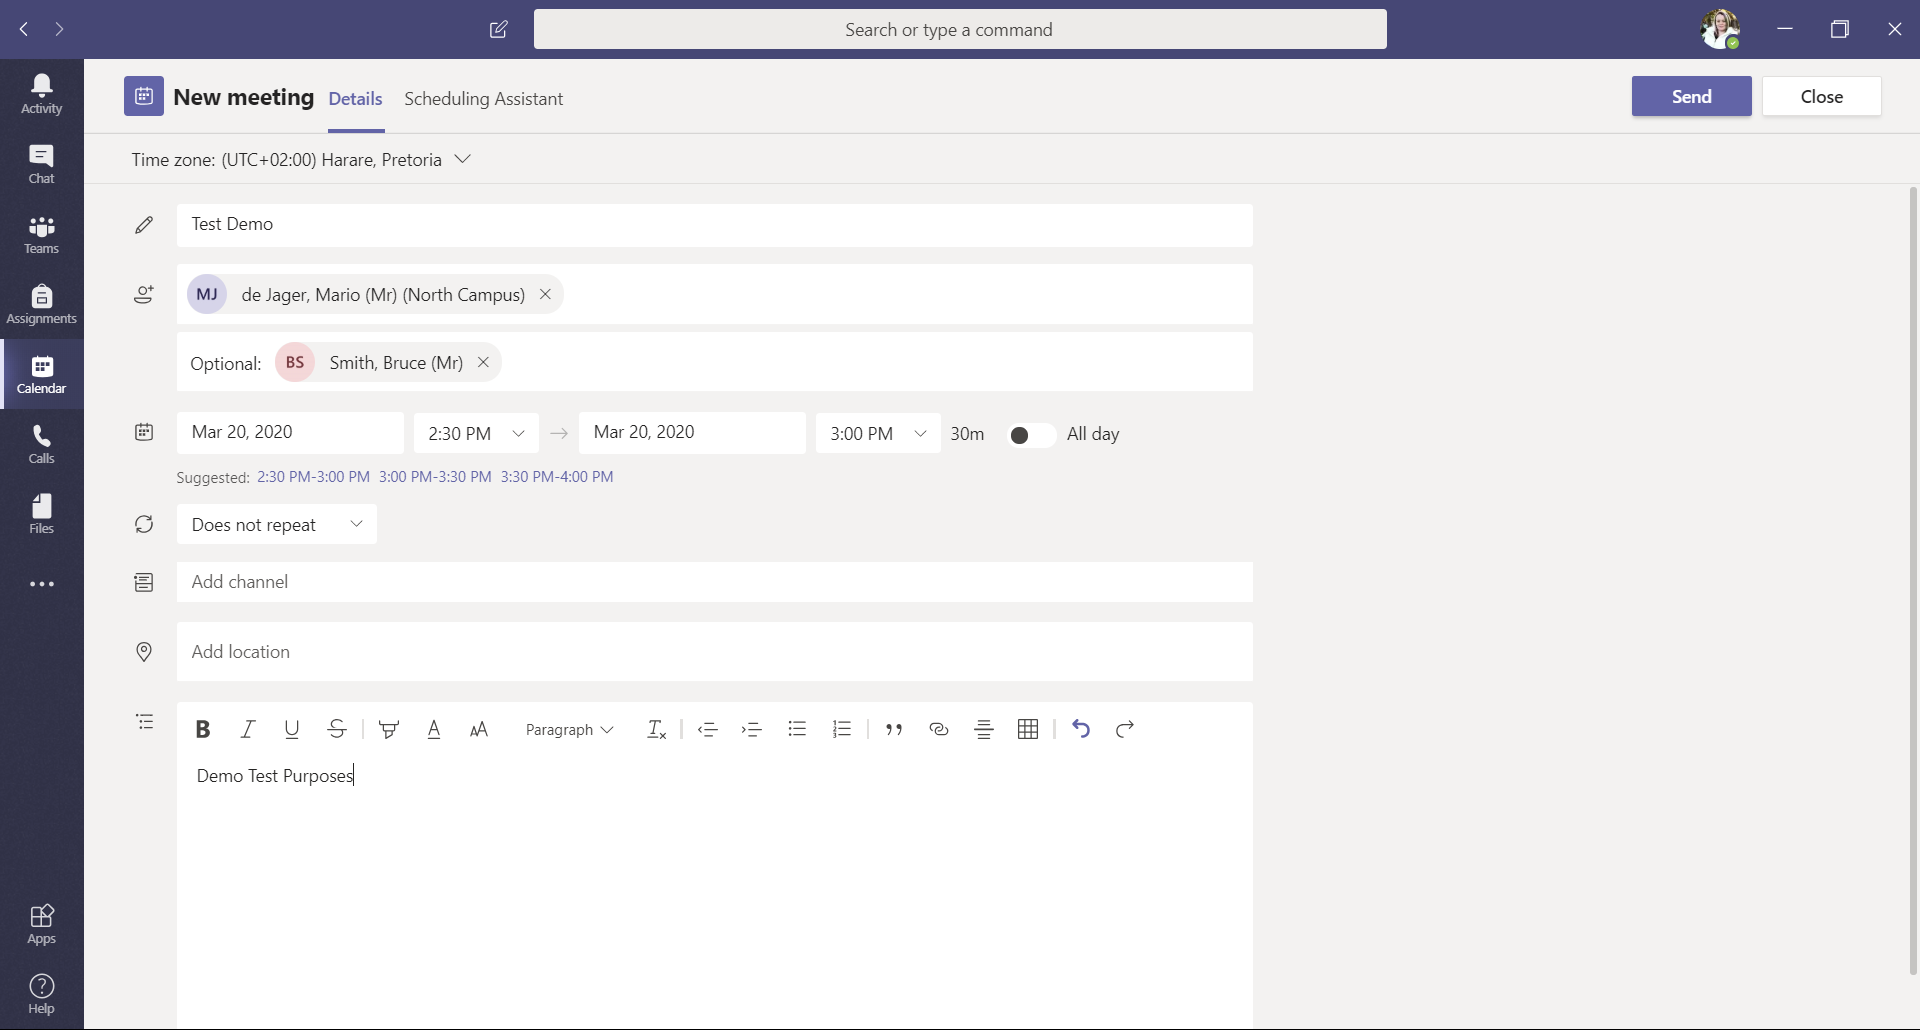 Search or type a command
Activity
Chat
Teams
Assignments
Calendar
Calls
Files
Apps
Help
New meeting Details Scheduling Assistant Send Close
Time zone: (UTC+02:00) Harare, Pretoria
Test Demo
MJ de Jager, Mario (Mr) (North Campus)
Optional: BS Smith, Bruce (Mr)
Mar 20, 2020 2:30 PM Mar 20, 2020 3:00 PM 30m All day
Suggested: 2:30 PM-3:00 PM 3:00 PM-3:30 PM 3:30 PM-4:00 PM
Does not repeat
Add channel
Add location
Paragraph
Demo Test Purposes